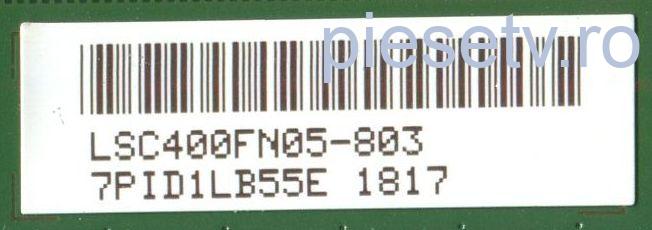 piesetv.ro
LSC400FN05-803
7PID1LB55E 1817